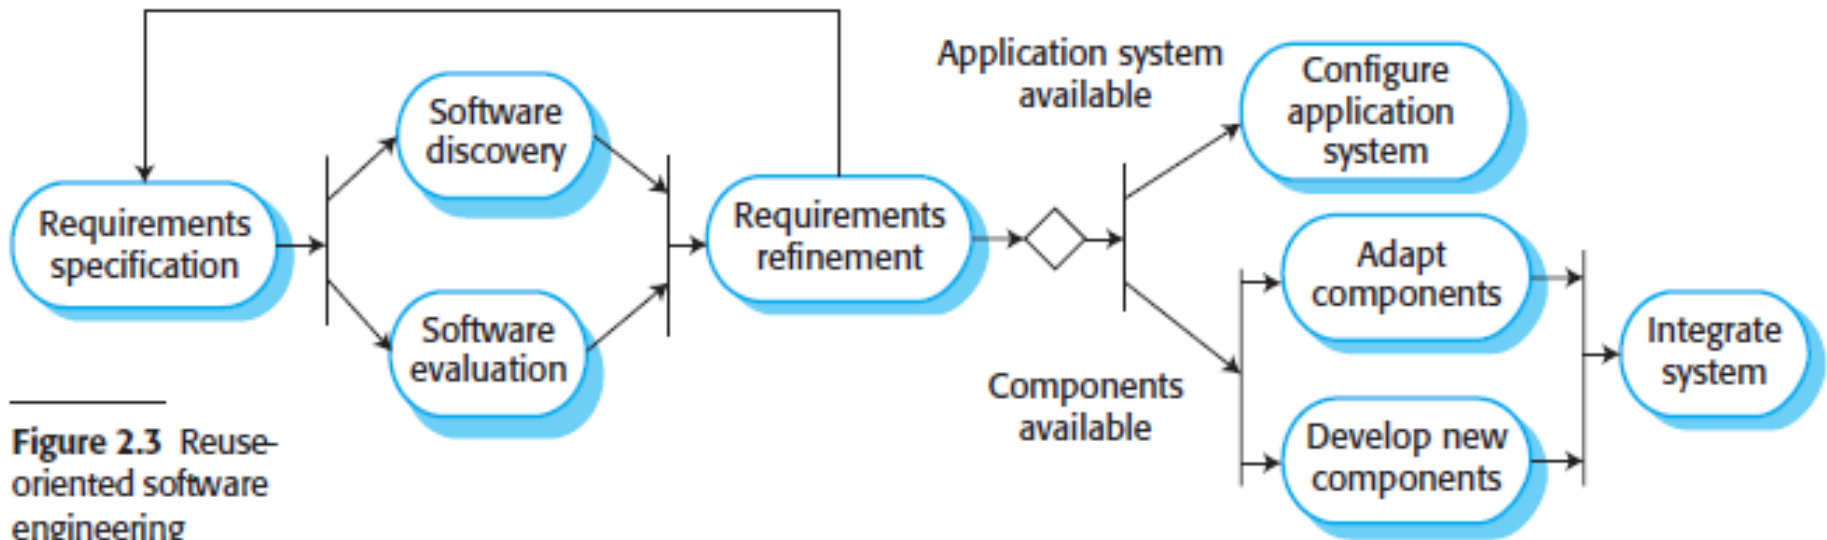 Requirements
specification
Software
discovery
Software
evaluation
Requirements
refinement
Application system
available
Configure
application
system
Components
available
Adapt
components
Develop new
components
Integrate
system
Figure 2.3 Reuse-
oriented software
engineering